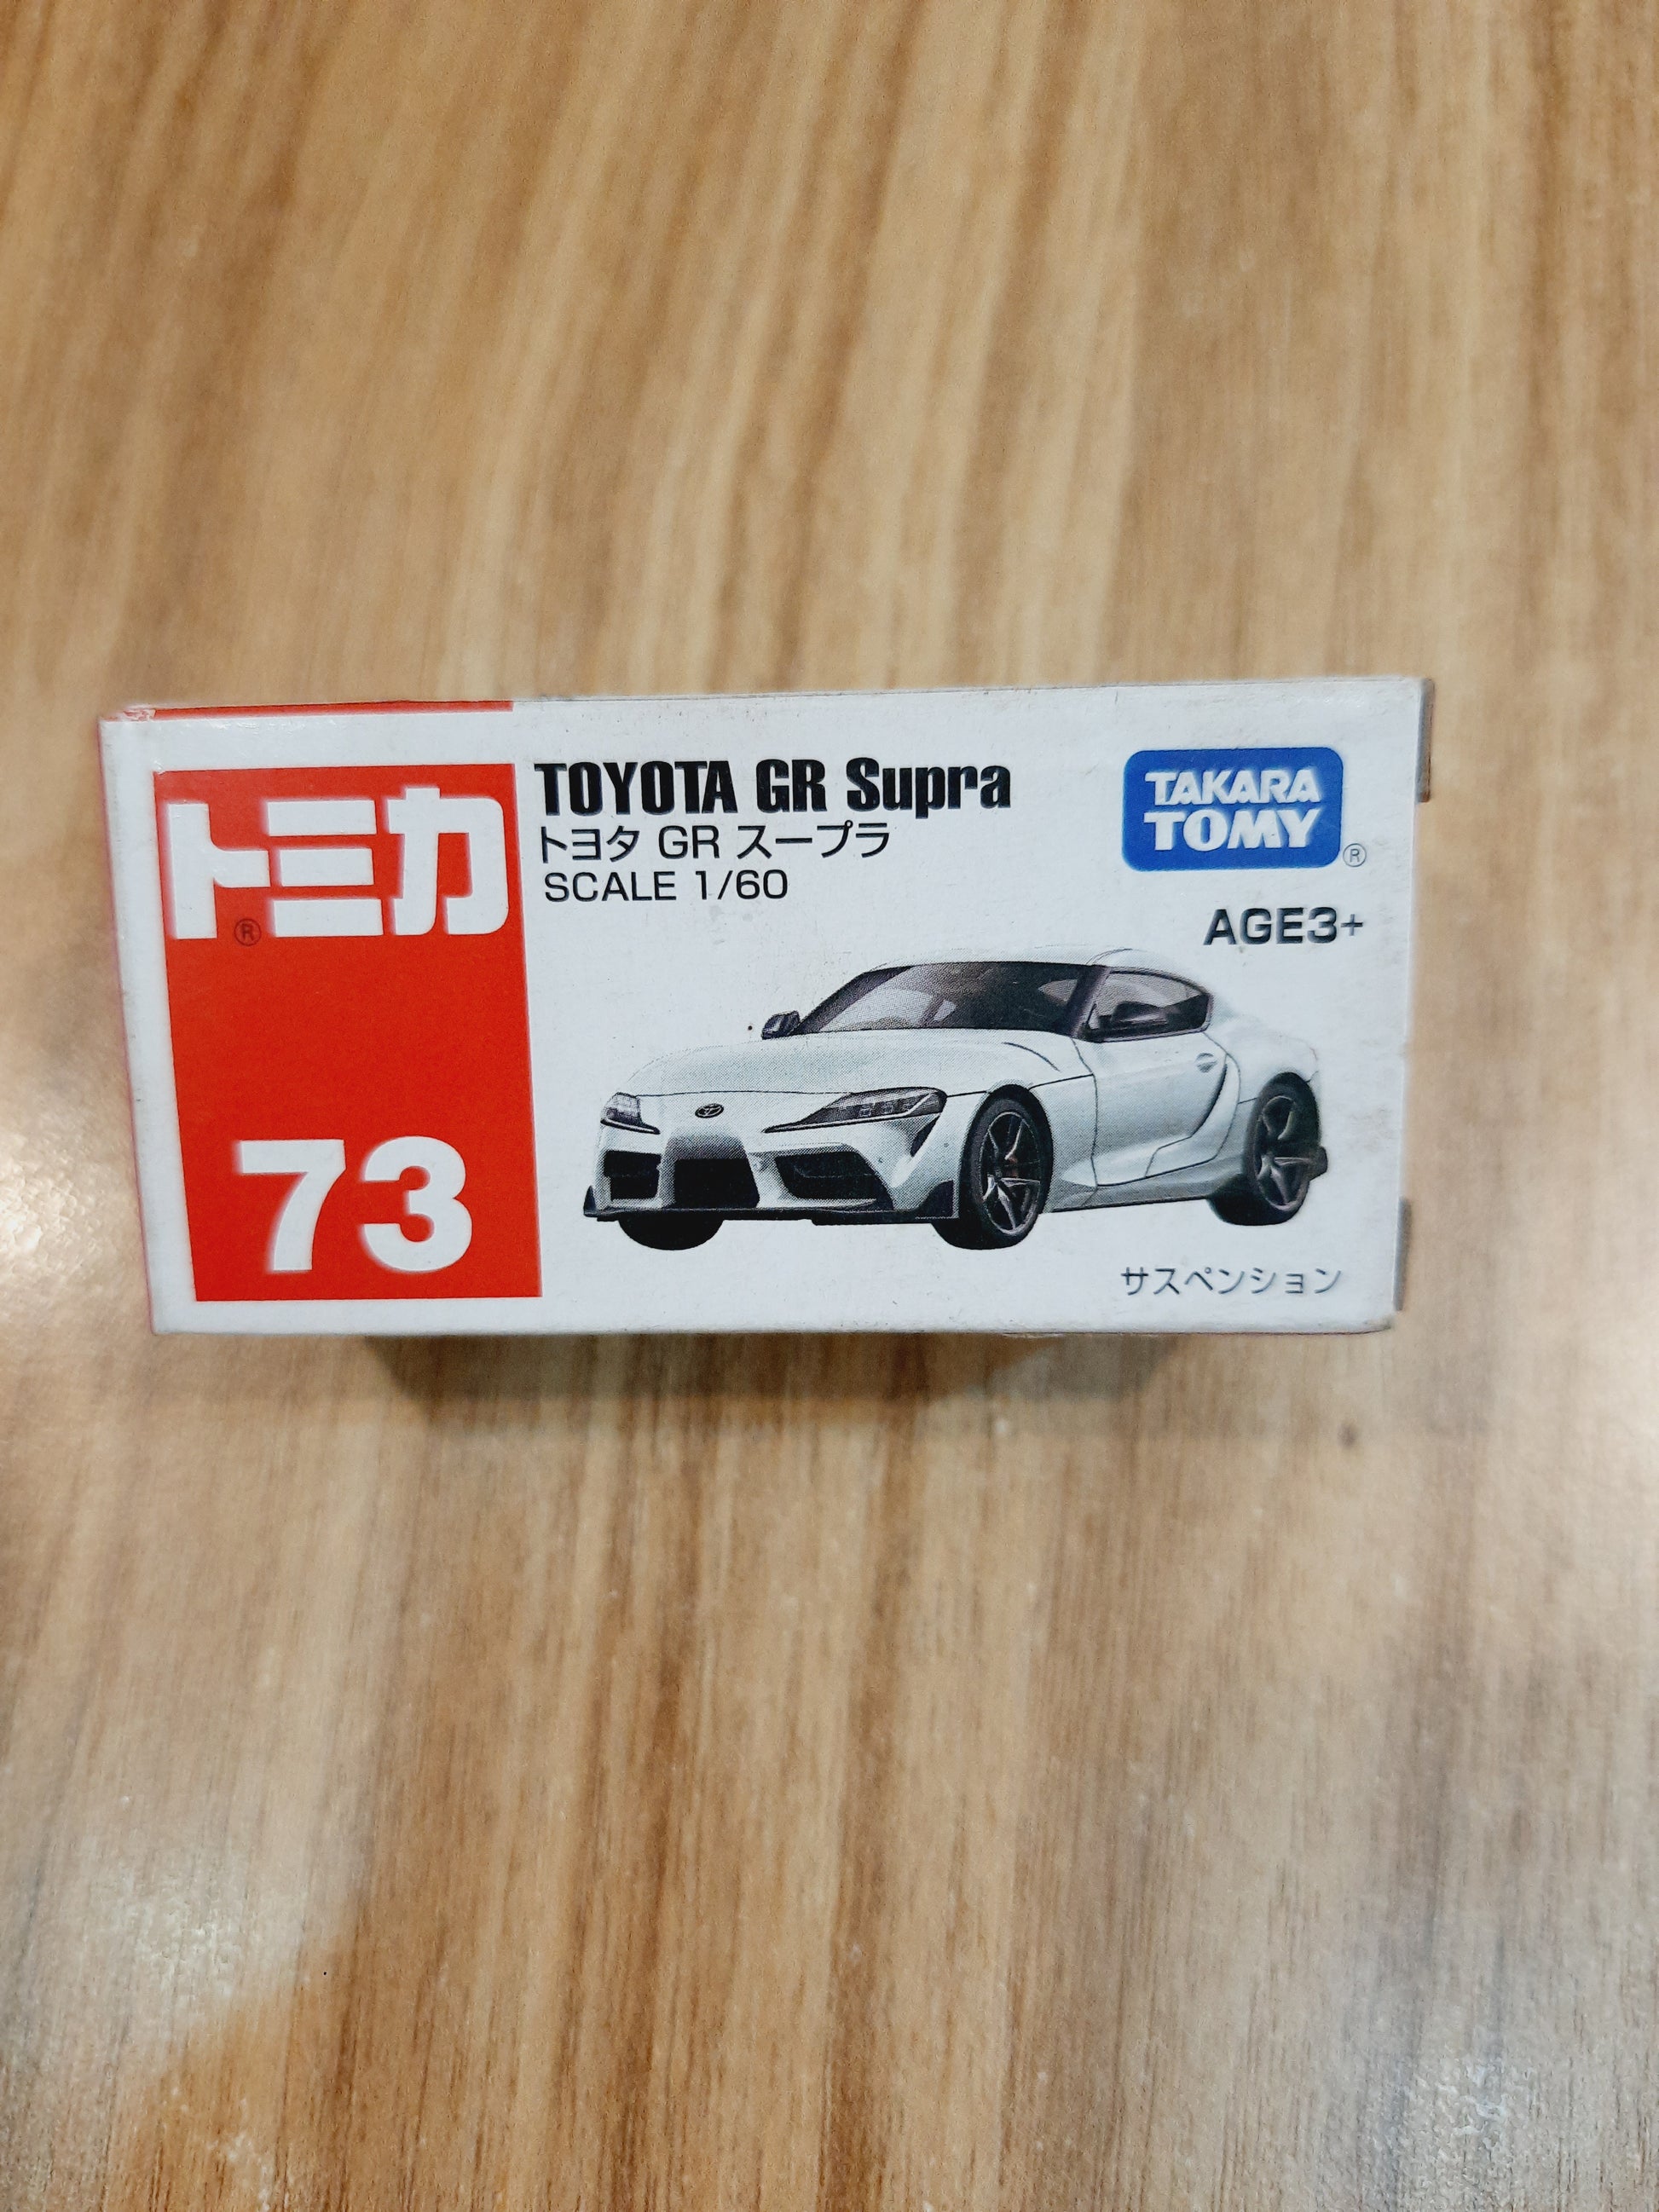 トミカ
®
73
TOYOTA GR Supra
トヨタ GR スープラ
SCALE 1/60
TAKARA
TOMY
®
AGE3+
サスペンション